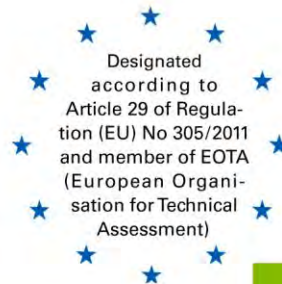 Designated
according to
Article 29 of Regula-
tion (EU) No 305/2011
and member of EOTA
(European Organi-
sation for Technical
Assessment)